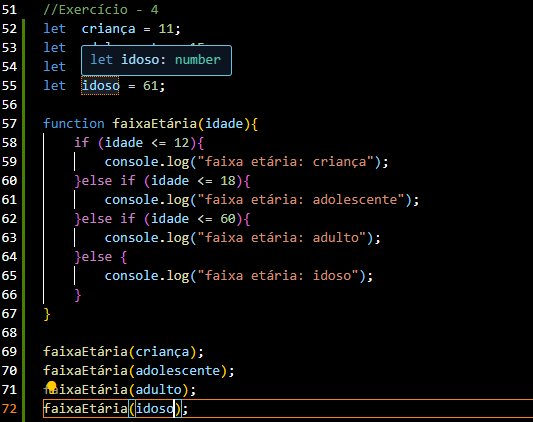 51 //Exercício - 4
52 let criança = 11;
53 let
54 let
let idoso: number
55 let idoso = 61;
56
57 function faixaEtária(idade){
58 if (idade <= 12){
59 console.log("faixa etária: criança");
60 }else if (idade <= 18){
61 console.log("faixa etária: adolescente");
62 }else if (idade <= 60){
63 console.log("faixa etária: adulto");
64 }else {
65 console.log("faixa etária: idoso");
66 }
67 }
68
69 faixaEtária(criança);
70 faixaEtária(adolescente);
71 faixaEtária(adulto);
72 faixaEtária(idoso);